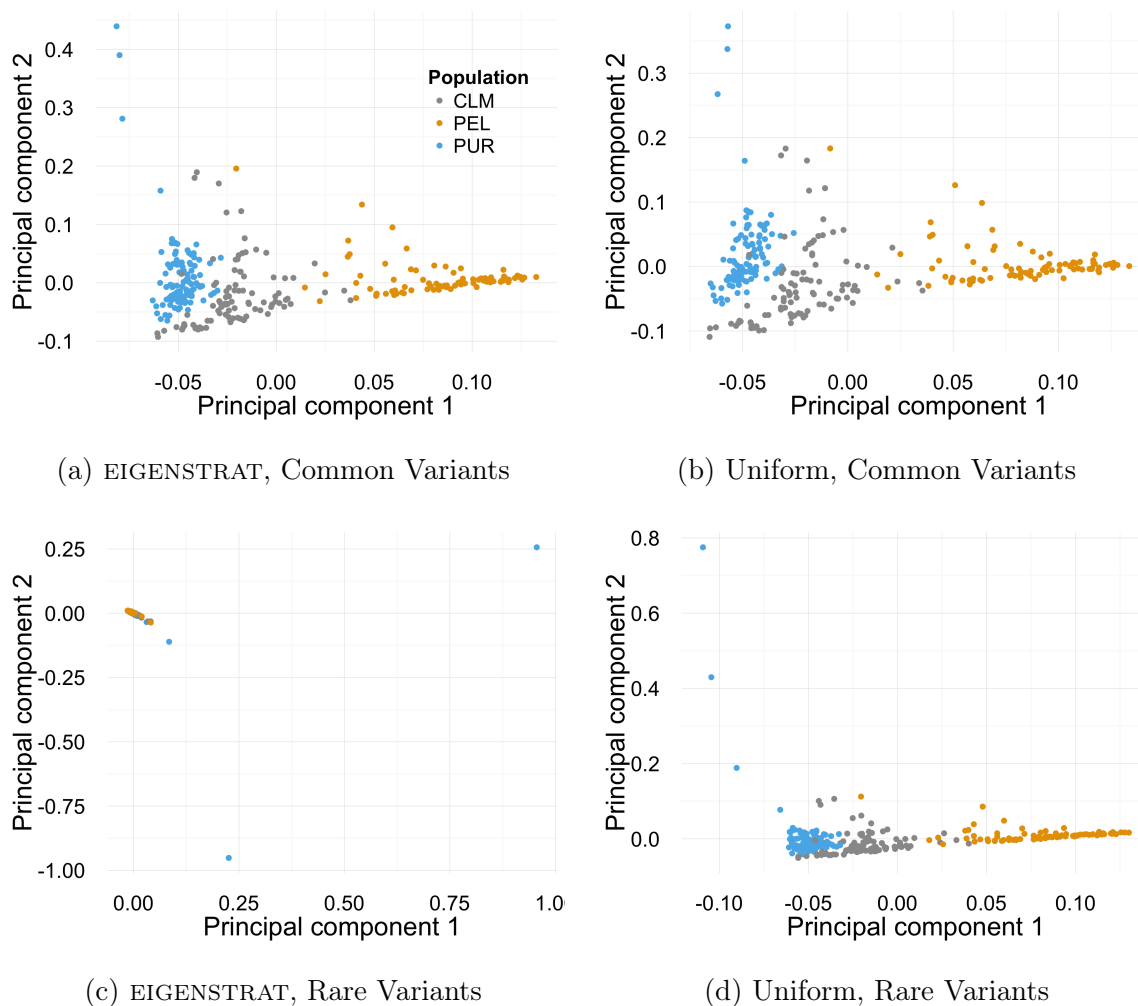 Principal component 2
0.4
0.3
0.2
0.1
0.0
-0.1
Population
CLM
PEL
PUR
-0.05
0.00
0.05
0.10
Principal component 1
(a) EIGENSTRAT, Common Variants
Principal component 2
0.3
0.2
0.1
0.0
-0.1
-0.05
0.00
0.05
0.10
Principal component 1
(b) Uniform, Common Variants
Principal component 2
0.25
0.00
-0.25
-0.50
-0.75
-1.00
0.00
0.25
0.50
0.75
1.0
Principal component 1
(c) EIGENSTRAT, Rare Variants
Principal component 2
0.8
0.6
0.4
0.2
0.0
-0.10
-0.05
0.00
0.05
0.10
Principal component 1
(d) Uniform, Rare Variants